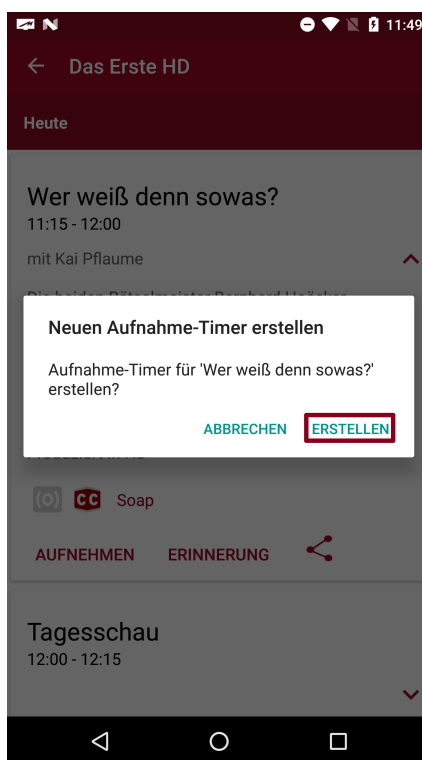 11:49
Das Erste HD
Heute
Wer weiß denn sowas?
11:15 - 12:00
mit Kai Pflaume
Neuen Aufnahme-Timer erstellen
Aufnahme-Timer für 'Wer weiß denn sowas?'
erstellen?
ABBRECHEN ERSTELLEN
CC Soap
AUFNEHMEN ERINNERUNG
Tagesschau
12:00 - 12:15